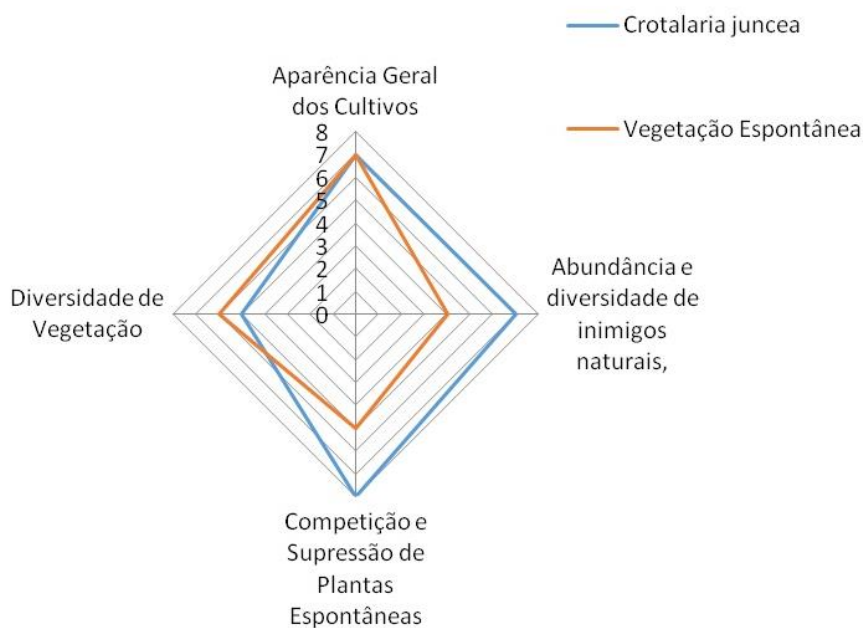 Crotalaria juncea
Vegetação Espontânea
Aparência Geral
dos Cultivos
8
7
6
5
4
3
2
1
0
Abundância e
diversidade de
inimigos
naturais,
Diversidade de
Vegetação
Competição e
Supressão de
Plantas
Espontâneas